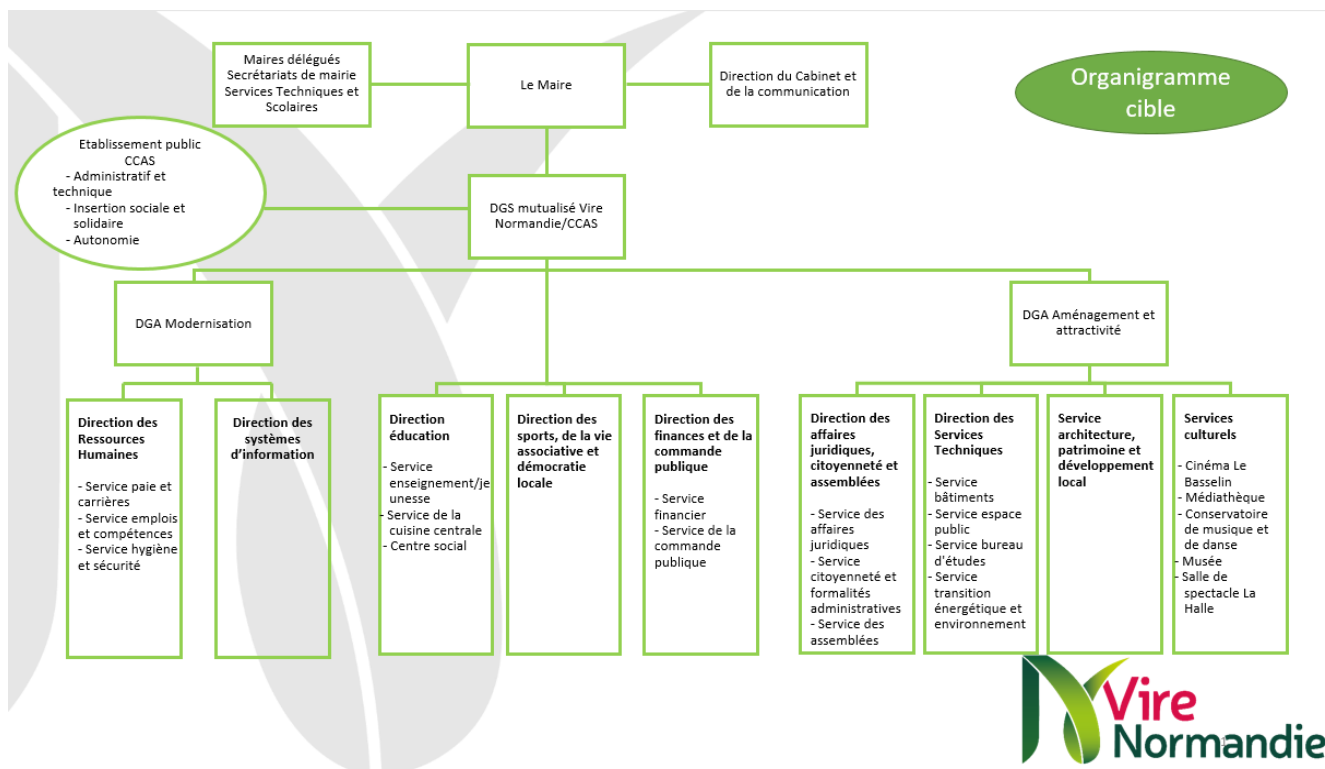 Maires délégués
Secrétariats de mairie
Services Techniques et
Scolaires
Le Maire
Direction du Cabinet et
de la communication
Organigramme
cible
Etablissement public
CCAS
- Administratif et
technique
- Insertion sociale et
solidaire
- Autonomie
DGS mutualisé Vire
Normandie/CCAS
DGA Modernisation
DGA Aménagement et
attractivité
Direction des
Ressources
Humaines
- Service paie et
carrières
- Service emplois
et compétences
- Service hygiène
et sécurité
Direction des
systèmes
d'information
Direction
éducation
- Service
enseignement/je
unesse
- Service de la
cuisine centrale
- Centre social
Direction des
sports, de la vie
associative et
démocratie
locale
Direction des
finances et de la
commande
publique
- Service
financier
- Service de la
commande
publique
Direction des
affaires
juridiques,
citoyenneté et
assemblées
- Service des
affaires
juridiques
- Service
citoyenneté et
formalités
administratives
- Service des
assemblées
Direction des
Services
Techniques
- Service
bâtiments
- Service espace
public
- Service bureau
d'études
- Service
transition
énergétique et
environnement
Service
architecture,
patrimoine et
développement
local
Services
culturels
- Cinéma Le
Basselin
- Médiathèque
- Conservatoire
de musique et
de danse
- Musée
- Salle de
spectacle La
Halle
Vire
Normandie
1